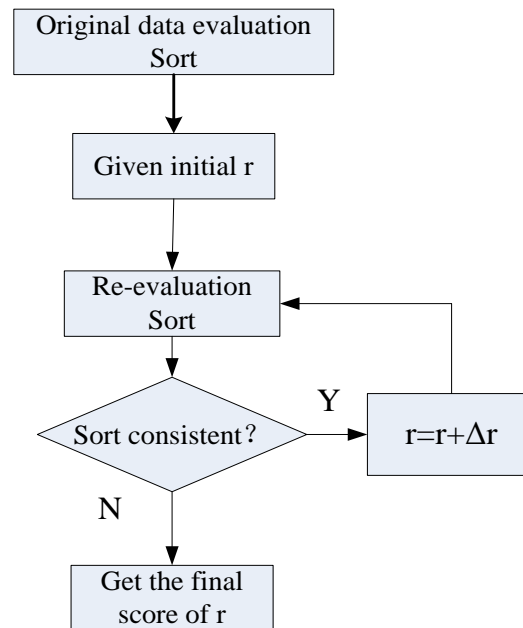 Original data evaluation
Sort
Given initial r
Re-evaluation
Sort
Sort consistent?
Y
r=r+Δr
N
Get the final
score of r